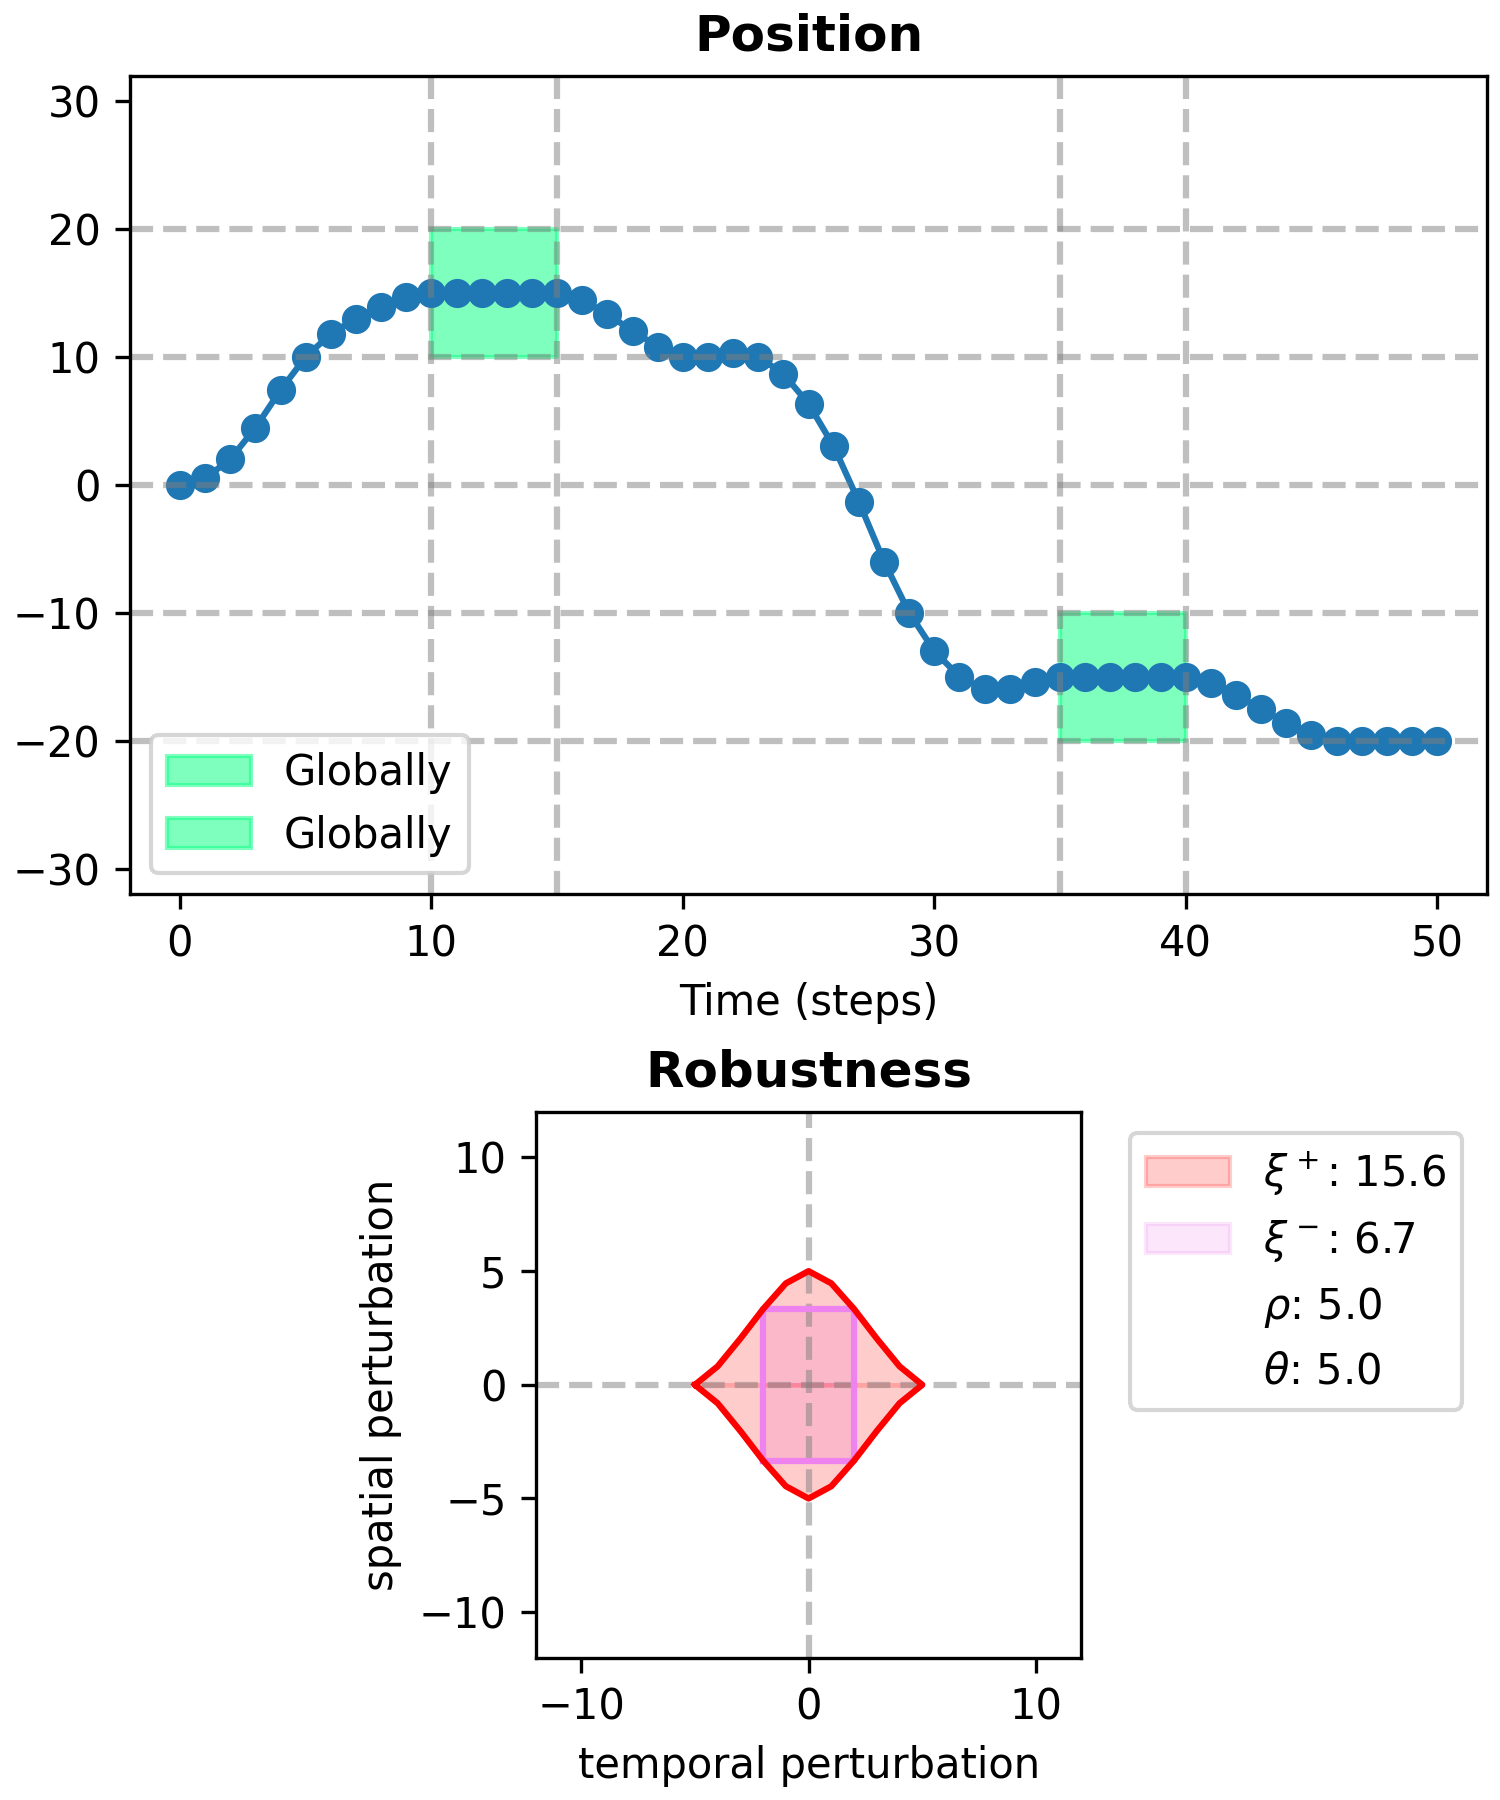 Position
30
20
10
0
−10
−20
−30
Globally
Globally
0 10 20 30 40 50
Time (steps)
Robustness
10
5
0
−5
−10
spatial perturbation
−10 0 10
temporal perturbation
ξ⁺: 15.6
ξ⁻: 6.7
ρ: 5.0
θ: 5.0